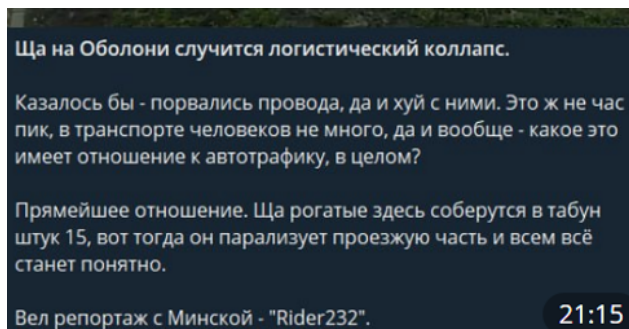 Ща на Оболони случится логистический коллапс.
Казалось бы - порвались провода, да и хуй с ними. Это ж не час
пик, в транспорте человеков не много, да и вообще - какое это
имеет отношение к автотрафику, в целом?
Прямейшее отношение. Ща рогатые здесь соберутся в табун
штук 15, вот тогда он парализует проезжую часть и всем всё
станет понятно.
Вел репортаж с Минской - "Rider232".
21:15